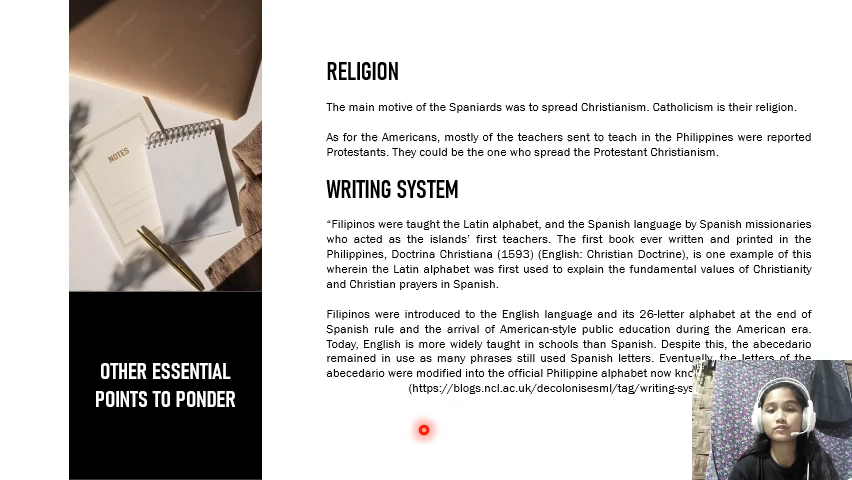 NOTES
OTHER ESSENTIAL
POINTS TO PONDER
RELIGION
The main motive of the Spaniards was to spread Christianism. Catholicism is their religion.
As for the Americans, mostly of the teachers sent to teach in the Philippines were reported
Protestants. They could be the one who spread the Protestant Christianism.
WRITING SYSTEM
“Filipinos were taught the Latin alphabet, and the Spanish language by Spanish missionaries
who acted as the islands’ first teachers. The first book ever written and printed in the
Philippines, Doctrina Christiana (1593) (English: Christian Doctrine), is one example of this
wherein the Latin alphabet was first used to explain the fundamental values of Christianity
and Christian prayers in Spanish.
Filipinos were introduced to the English language and its 26-letter alphabet at the end of
Spanish rule and the arrival of American-style public education during the American era.
Today, English is more widely taught in schools than Spanish. Despite this, the abecedario
remained in use as many phrases still used Spanish letters. Eventually, the letters of the
abecedario were modified into the official Philippine alphabet now
(https://blogs.ncl.ac.uk/decolonisesml/tag/writing-sys